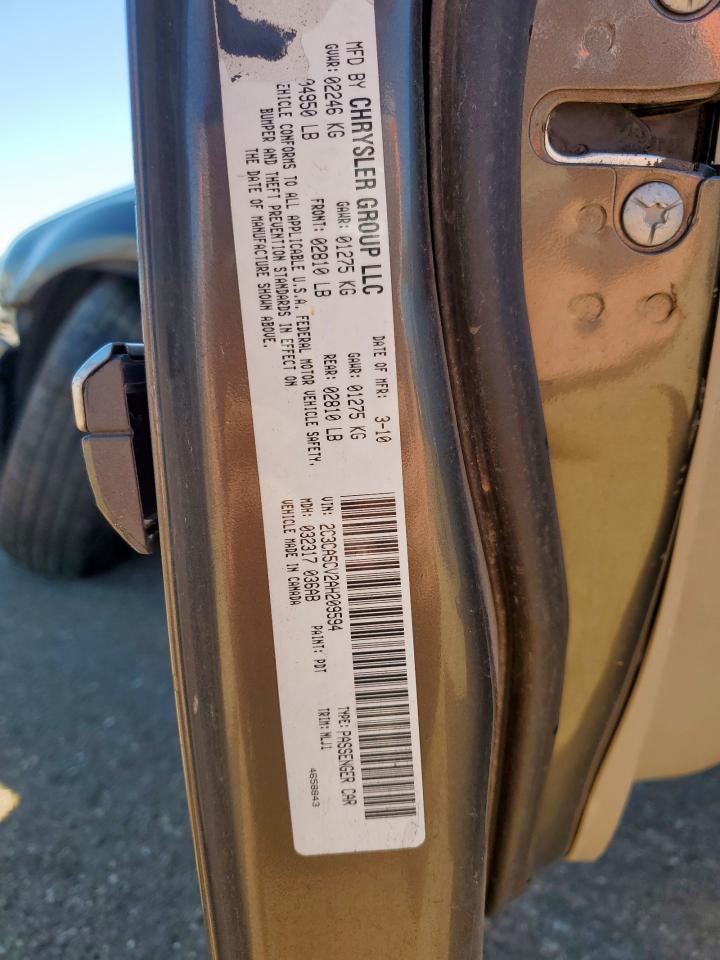 MFD BY CHRYSLER GROUP LLC DATE OF MFR: 3-10
GVWR: 02246 KG GAWR: 01275 KG GAWR: 01275 KG
04950 LB FRONT: 02810 LB REAR: 02810 LB
EHICLE CONFORMS TO ALL APPLICABLE U.S.A. FEDERAL MOTOR VEHICLE SAFETY,
BUMPER AND THEFT PREVENTION STANDARDS IN EFFECT ON
THE DATE OF MANUFACTURE SHOWN ABOVE.
VIN: 2C3CA5CV2AH209594 TYPE: PASSENGER CAR
MDH: 032317 036AB PAINT: PDT TRIM: MLJ1
VEHICLE MADE IN CANADA 4658843